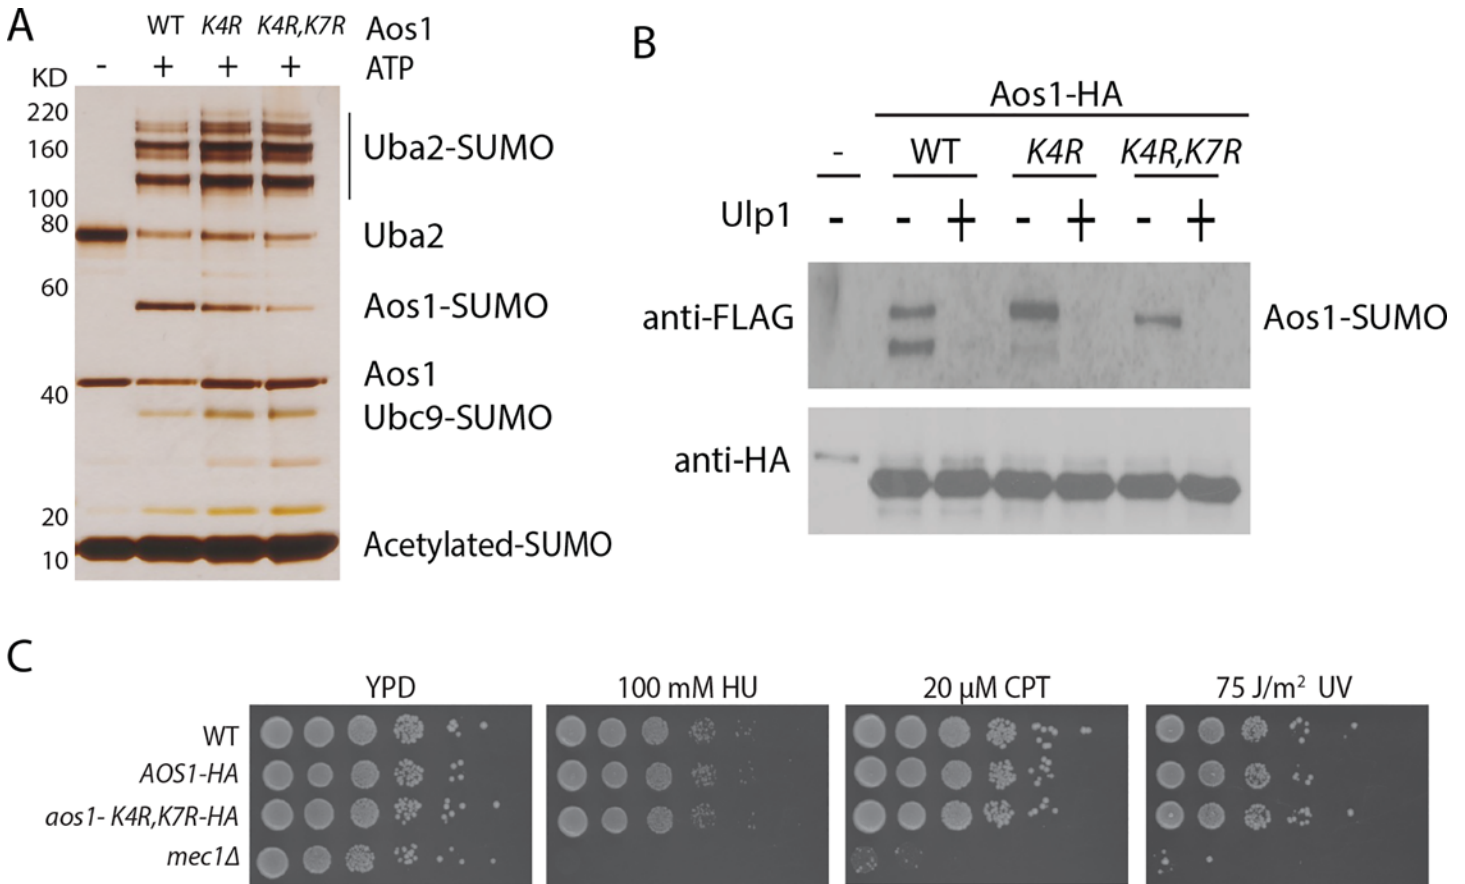 A
WT K4R K4R,K7R Aos1
- + + + ATP
KD
220
160
100
80
60
40
20
10
Uba2-SUMO
Uba2
Aos1-SUMO
Aos1
Ubc9-SUMO
Acetylated-SUMO
B
Aos1-HA
- WT K4R K4R,K7R
Ulp1 - - + - + - +
anti-FLAG
Aos1-SUMO
anti-HA
C
YPD 100 mM HU 20 µM CPT 75 J/m² UV
WT
AOS1-HA
aos1- K4R,K7R-HA
mec1Δ